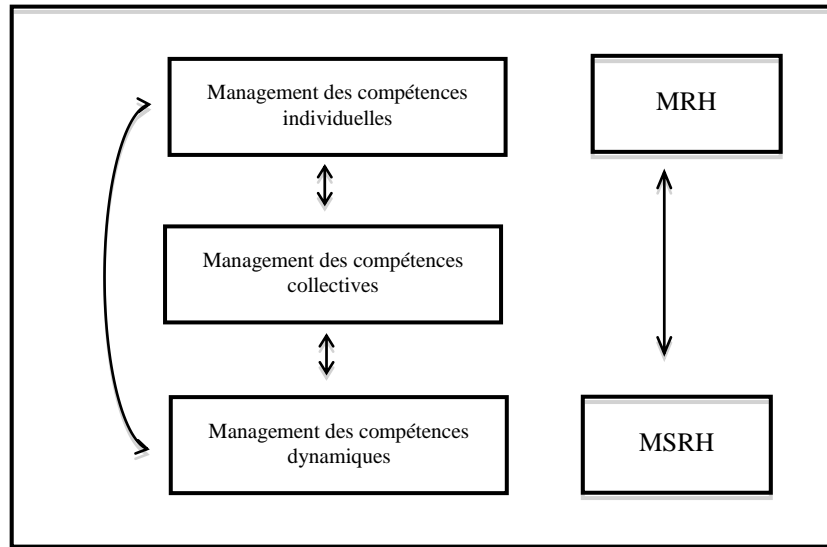 Management des compétences
individuelles
MRH
Management des compétences
collectives
Management des compétences
dynamiques
MSRH